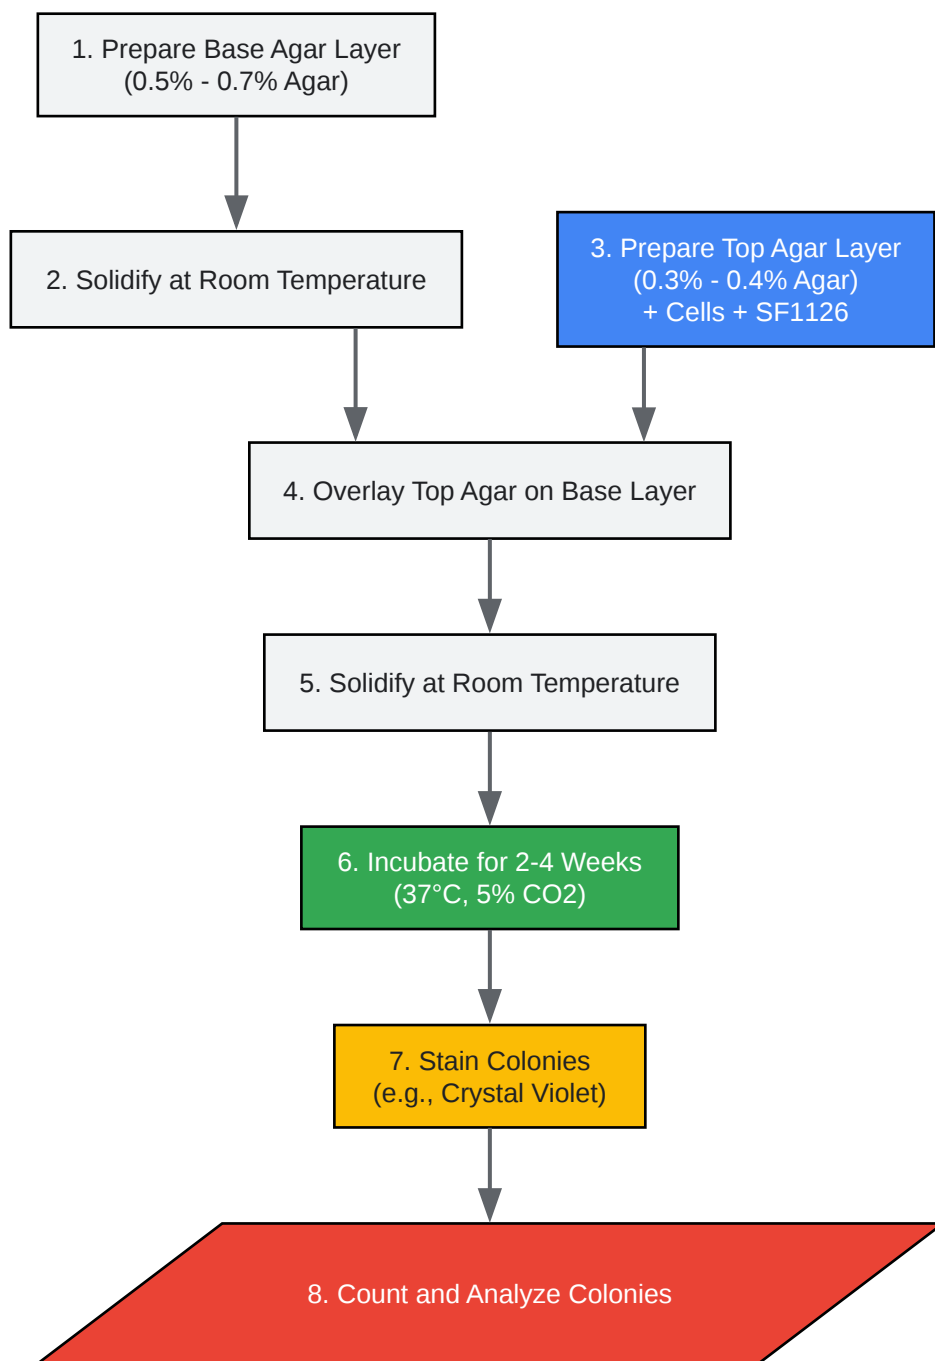 1. Prepare Base Agar Layer
(0.5% - 0.7% Agar)
2. Solidify at Room Temperature
3. Prepare Top Agar Layer
(0.3% - 0.4% Agar)
+ Cells + SF1126
4. Overlay Top Agar on Base Layer
5. Solidify at Room Temperature
6. Incubate for 2-4 Weeks
(37°C, 5% CO2)
7. Stain Colonies
(e.g., Crystal Violet)
8. Count and Analyze Colonies